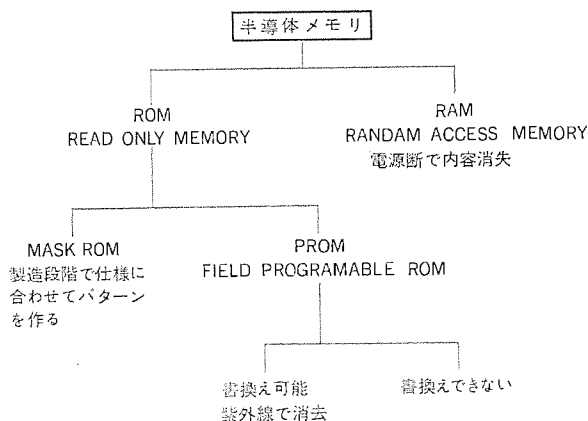 半導体メモリ
ROM
READ ONLY MEMORY
RAM
RANDAM ACCESS MEMORY
電源断で内容消失
MASK ROM
製造段階で仕様に
合わせてパターン
を作る
PROM
FIELD PROGRAMABLE ROM
書換え可能
紫外線で消去
書換えできない